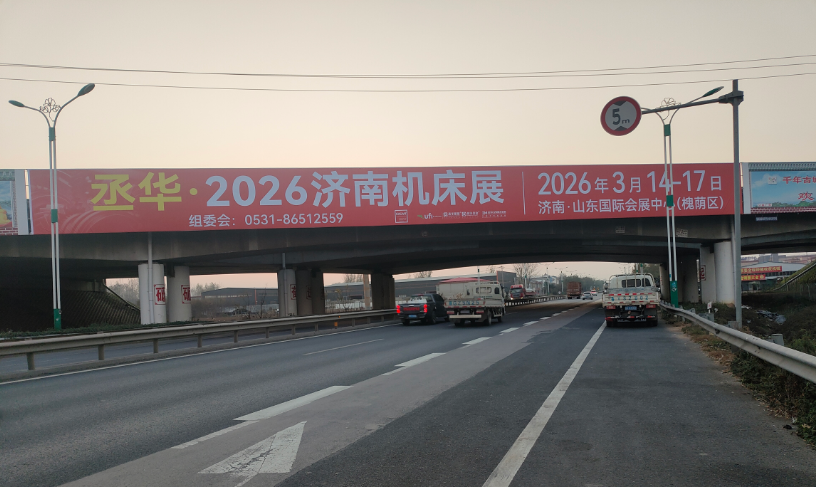 丞华·2026济南机床展
组委会：0531-86512559
2026年3月14-17日
济南·山东国际会展中心(槐荫区)
5